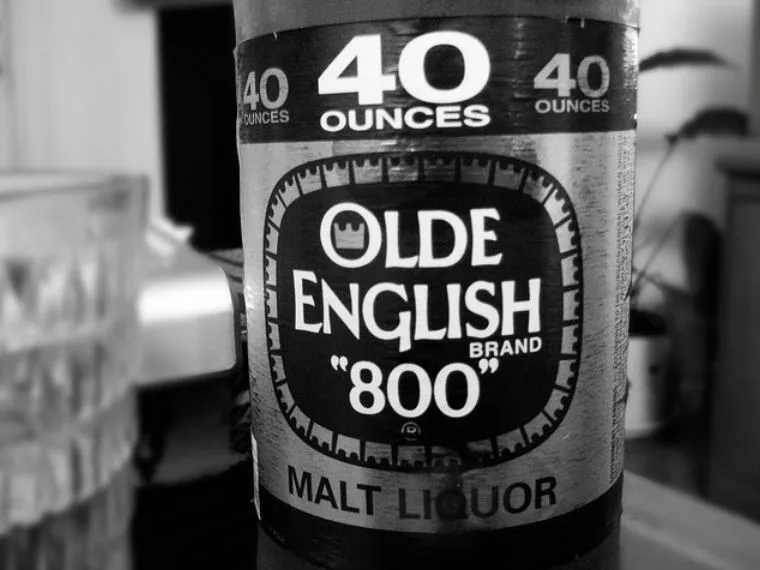 40 40 40
OUNCES OUNCES OUNCES
OLDE
ENGLISH
BRAND
"800"
®
MALT LIQUOR